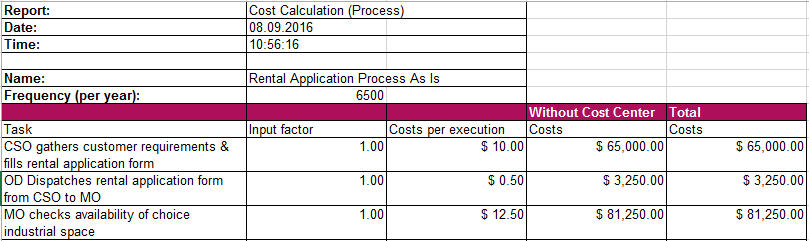 Report: Cost Calculation (Process)
Date: 08.09.2016
Time: 10:56:16
Name: Rental Application Process As Is
Frequency (per year): 6500
Without Cost Center Total
Task Input factor Costs per execution Costs Costs
CSO gathers customer requirements & 1.00 $ 10.00 $ 65,000.00 $ 65,000.00
fills rental application form
OD Dispatches rental application form 1.00 $ 0.50 $ 3,250.00 $ 3,250.00
from CSO to MO
MO checks availability of choice 1.00 $ 12.50 $ 81,250.00 $ 81,250.00
industrial space